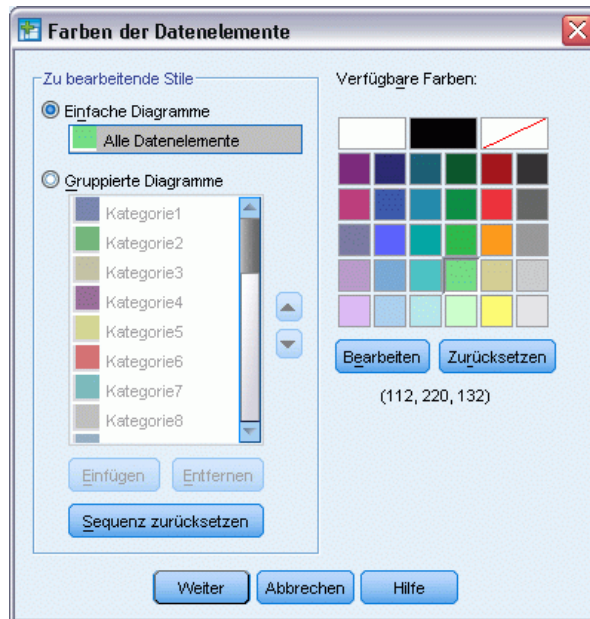 Farben der Datenelemente
Zu bearbeitende Stile
Einfache Diagramme
Alle Datenelemente
Gruppierte Diagramme
Kategorie1
Kategorie2
Kategorie3
Kategorie4
Kategorie5
Kategorie6
Kategorie7
Kategorie8
Einfügen
Entfernen
Sequenz zurücksetzen
Verfügbare Farben:
Bearbeiten
Zurücksetzen
(112, 220, 132)
Weiter
Abbrechen
Hilfe